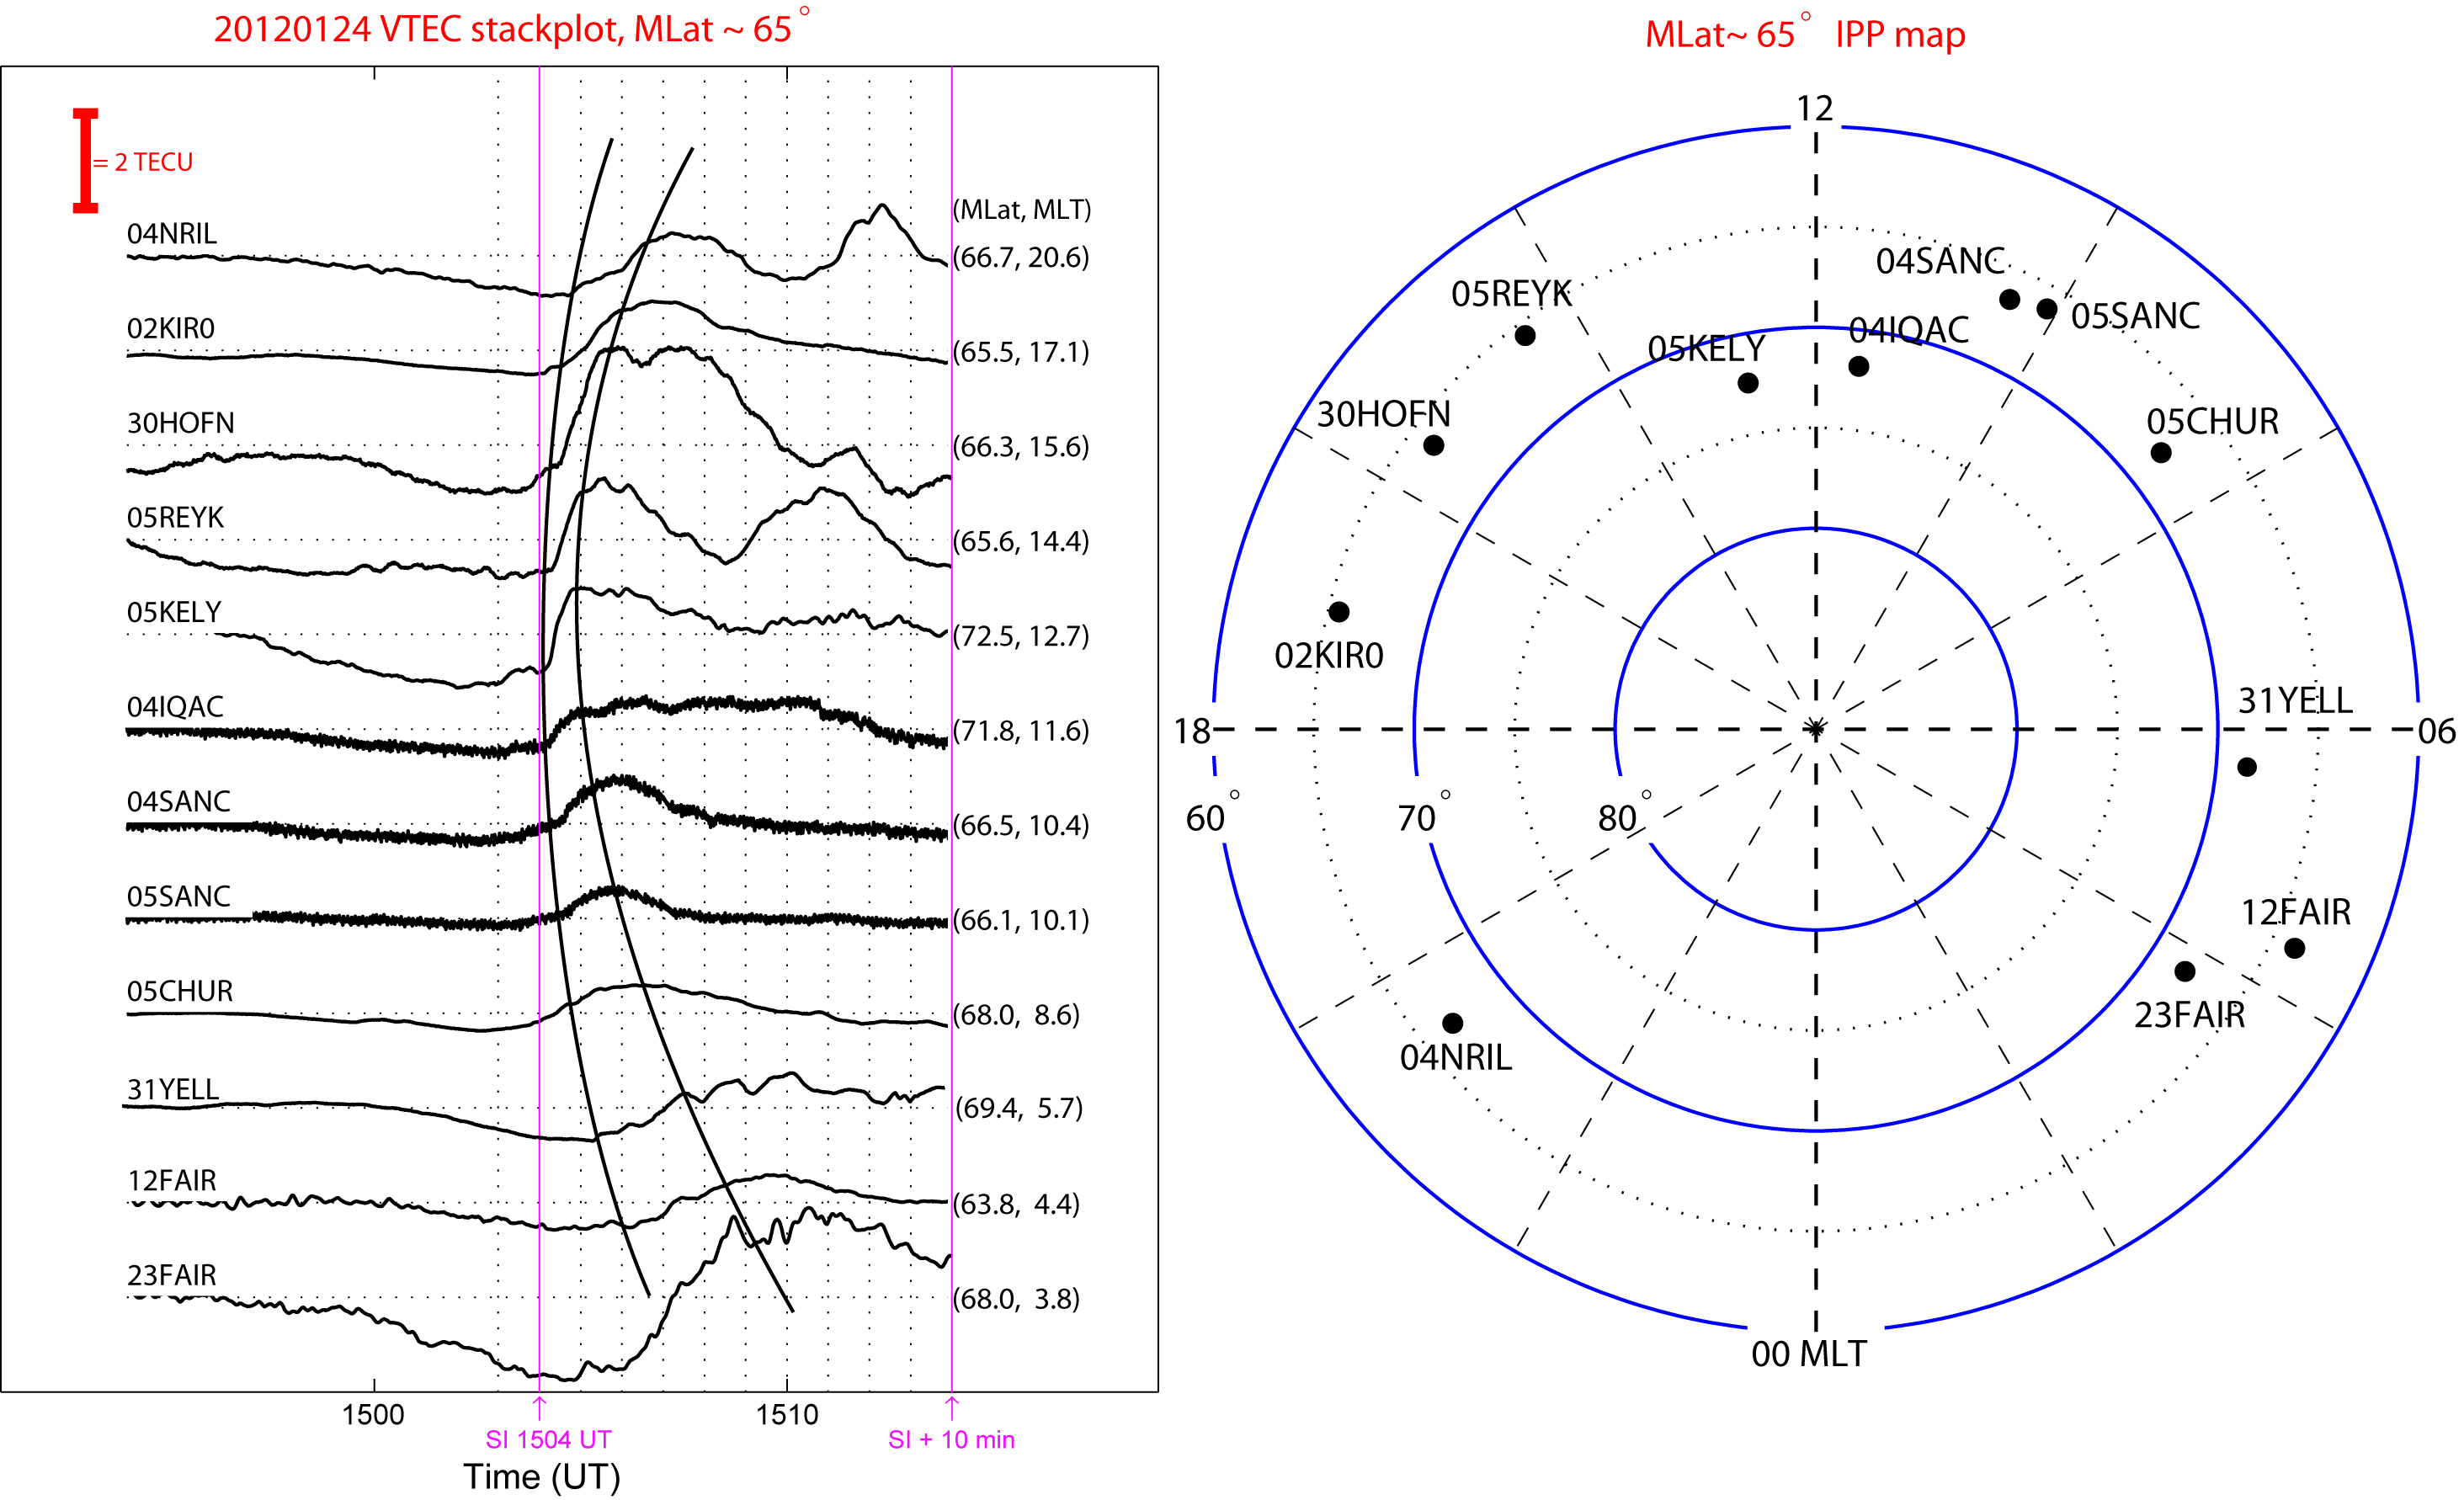 20120124 VTEC stackplot, MLat ~ 65°
= 2 TECU
(MLat, MLT)
04NRIL (66.7, 20.6)
02KIR0 (65.5, 17.1)
30HOFN (66.3, 15.6)
05REYK (65.6, 14.4)
05KELY (72.5, 12.7)
04IQAC (71.8, 11.6)
04SANC (66.5, 10.4)
05SANC (66.1, 10.1)
05CHUR (68.0, 8.6)
31YELL (69.4, 5.7)
12FAIR (63.8, 4.4)
23FAIR (68.0, 3.8)
1500 1510
SI 1504 UT SI + 10 min
Time (UT)
MLat~ 65° IPP map
12
04SANC
05REYK
05SANC
04IQAC
05KELY
30HOFN
05CHUR
02KIR0
31YELL
18 06
60° 70° 80°
12FAIR
23FAIR
04NRIL
00 MLT